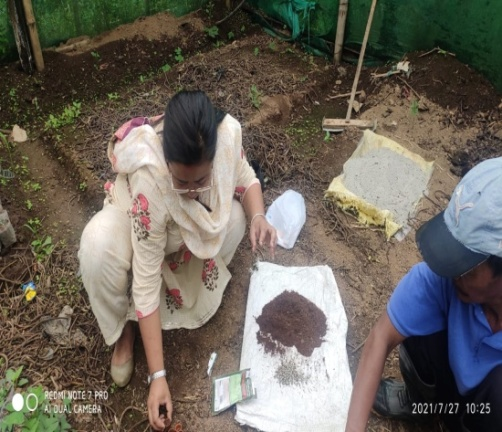 REDMI NOTE 7 PRO
AI DUAL CAMERA
2021/7/27 10:25